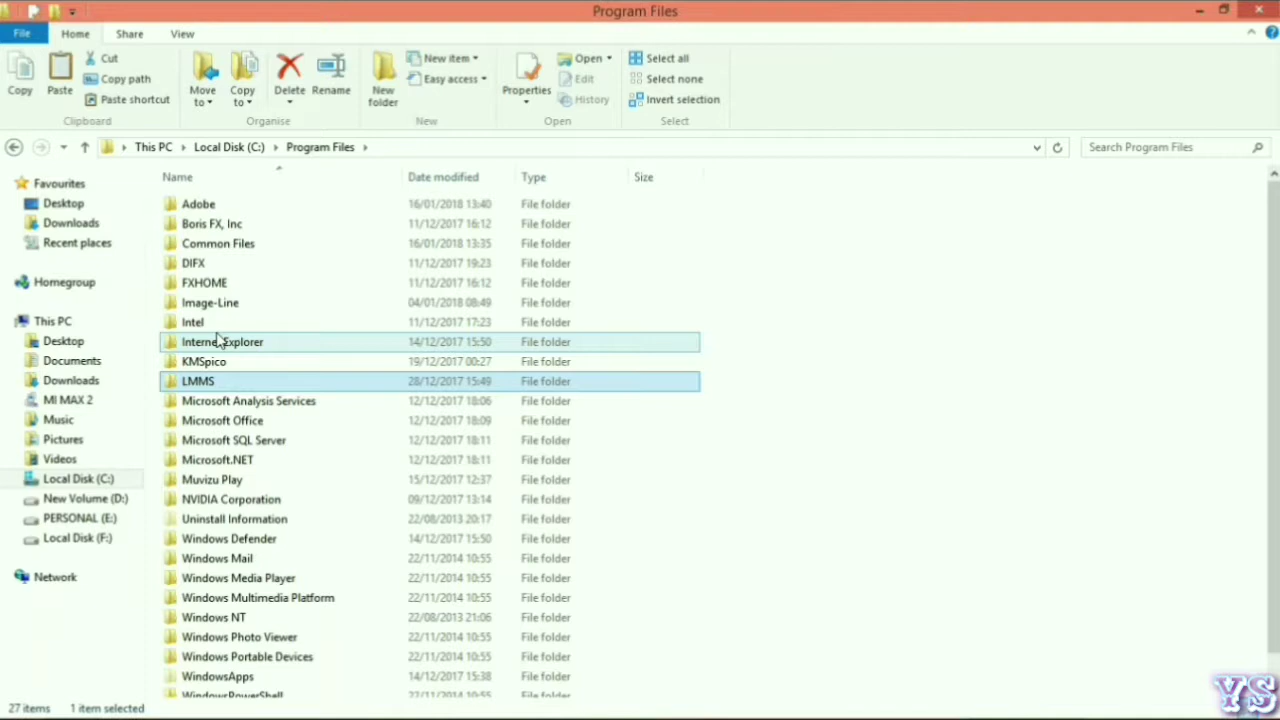 Program Files
File Home Share View
Copy Paste Cut Copy path Paste shortcut Move to Copy to Delete Rename New folder New item Easy access Properties Open Edit History Select all Select none Invert selection
Clipboard Organise New Open Select
This PC Local Disk (C:) Program Files Search Program Files
Name Date modified Type Size
Favourites
Desktop
Downloads
Recent places
Homegroup
This PC
Desktop
Documents
Downloads
MI MAX 2
Music
Pictures
Videos
Local Disk (C:)
New Volume (D:)
PERSONAL (E:)
Local Disk (F:)
Network
Adobe 16/01/2018 13:40 File folder
Boris FX, Inc 11/12/2017 16:12 File folder
Common Files 16/01/2018 13:35 File folder
DIFX 11/12/2017 19:23 File folder
FXHOME 11/12/2017 16:12 File folder
Image-Line 04/01/2018 08:49 File folder
Intel 11/12/2017 17:23 File folder
Internet Explorer 14/12/2017 15:50 File folder
KMSpico 19/12/2017 00:27 File folder
LMMS 28/12/2017 15:49 File folder
Microsoft Analysis Services 12/12/2017 18:06 File folder
Microsoft Office 12/12/2017 18:09 File folder
Microsoft SQL Server 12/12/2017 18:11 File folder
Microsoft.NET 12/12/2017 18:11 File folder
Muvizu Play 15/12/2017 12:37 File folder
NVIDIA Corporation 09/12/2017 13:14 File folder
Uninstall Information 22/08/2013 20:17 File folder
Windows Defender 14/12/2017 15:50 File folder
Windows Mail 22/11/2014 10:55 File folder
Windows Media Player 22/11/2014 10:55 File folder
Windows Multimedia Platform 22/11/2014 10:55 File folder
Windows NT 22/08/2013 21:06 File folder
Windows Photo Viewer 22/11/2014 10:55 File folder
Windows Portable Devices 22/11/2014 10:55 File folder
WindowsApps 14/12/2017 15:38 File folder
WindowsPowerShell 22/11/2014 10:55 File folder
27 items 1 item selected
YS